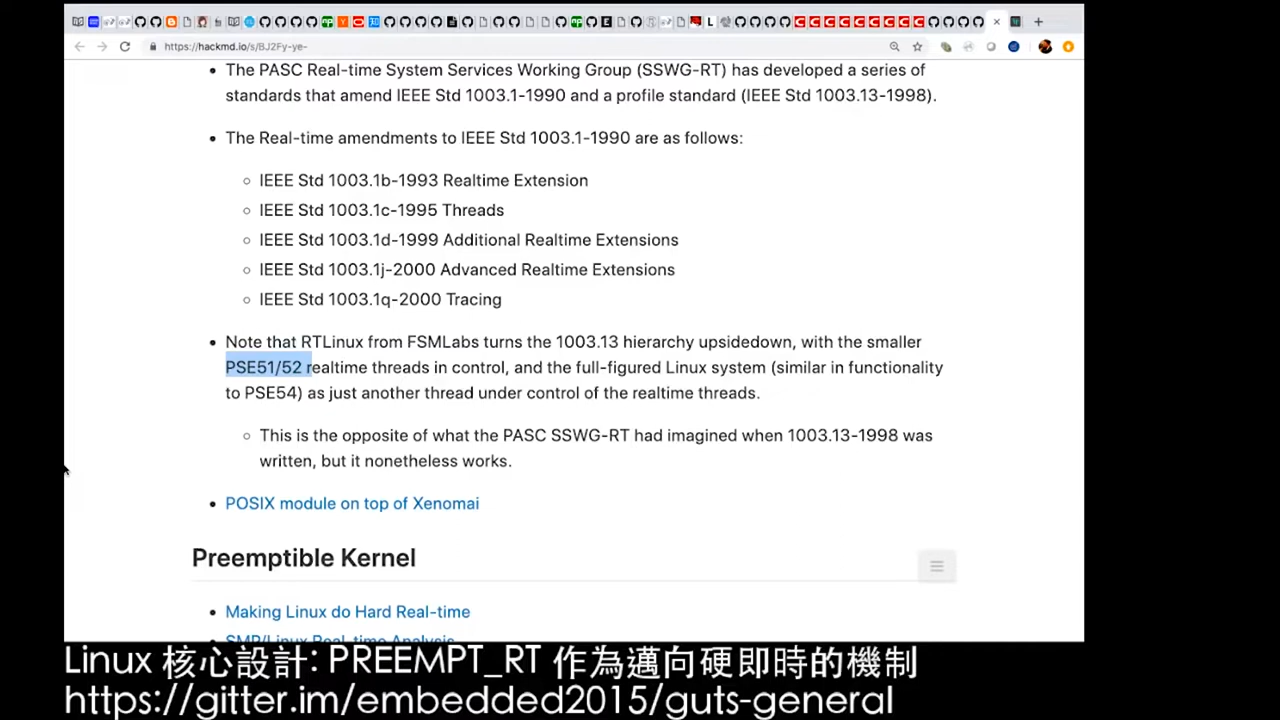 https://hackmd.io/s/BJ2Fy-ye-
The PASC Real-time System Services Working Group (SSWG-RT) has developed a series of
standards that amend IEEE Std 1003.1-1990 and a profile standard (IEEE Std 1003.13-1998).
The Real-time amendments to IEEE Std 1003.1-1990 are as follows:
IEEE Std 1003.1b-1993 Realtime Extension
IEEE Std 1003.1c-1995 Threads
IEEE Std 1003.1d-1999 Additional Realtime Extensions
IEEE Std 1003.1j-2000 Advanced Realtime Extensions
IEEE Std 1003.1q-2000 Tracing
Note that RTLinux from FSMLabs turns the 1003.13 hierarchy upsidedown, with the smaller
PSE51/52 realtime threads in control, and the full-figured Linux system (similar in functionality
to PSE54) as just another thread under control of the realtime threads.
This is the opposite of what the PASC SSWG-RT had imagined when 1003.13-1998 was
written, but it nonetheless works.
POSIX module on top of Xenomai
Preemptible Kernel
Making Linux do Hard Real-time
SMP/Linux Real-time Analysis
Linux 核心設計: PREEMPT_RT 作為邁向硬即時的機制
https://gitter.im/embedded2015/guts-general